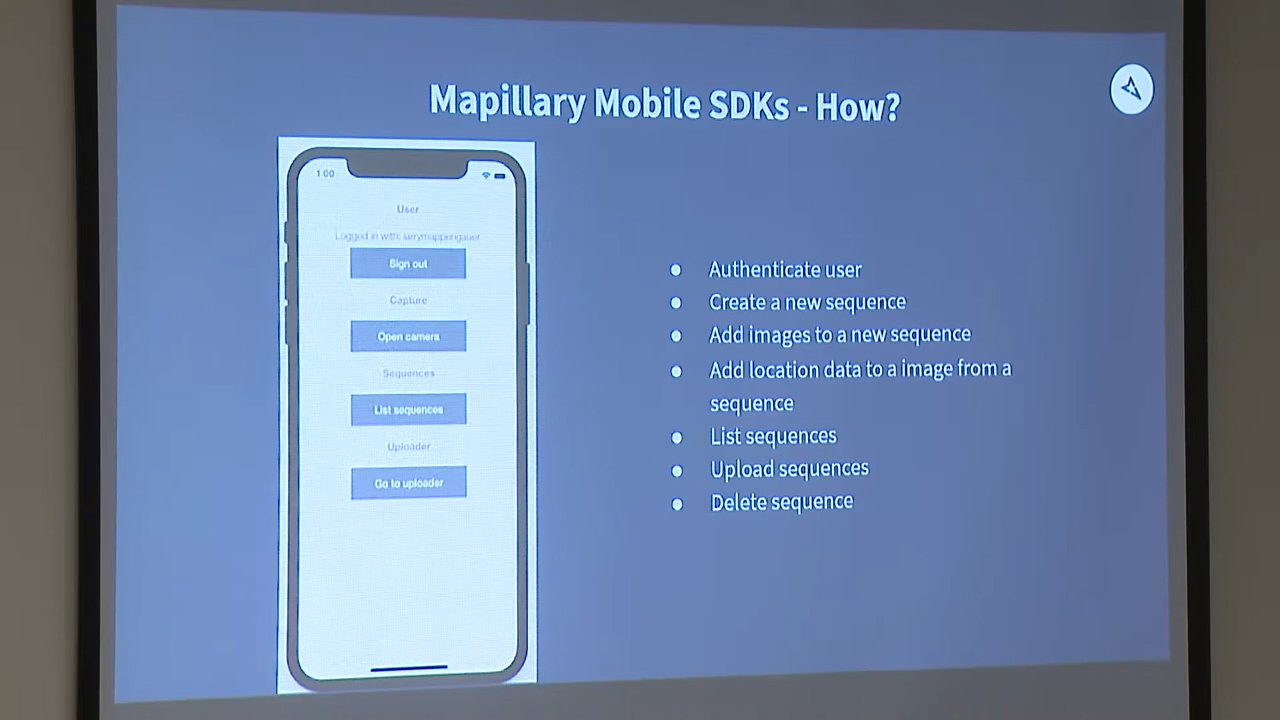 Mapillary Mobile SDKs - How?
1:00
User
Logged in with:
Sign out
Capture
Open camera
Sequences
List sequences
Uploader
Go to uploader
● Authenticate user
● Create a new sequence
● Add images to a new sequence
● Add location data to a image from a
sequence
● List sequences
● Upload sequences
● Delete sequence